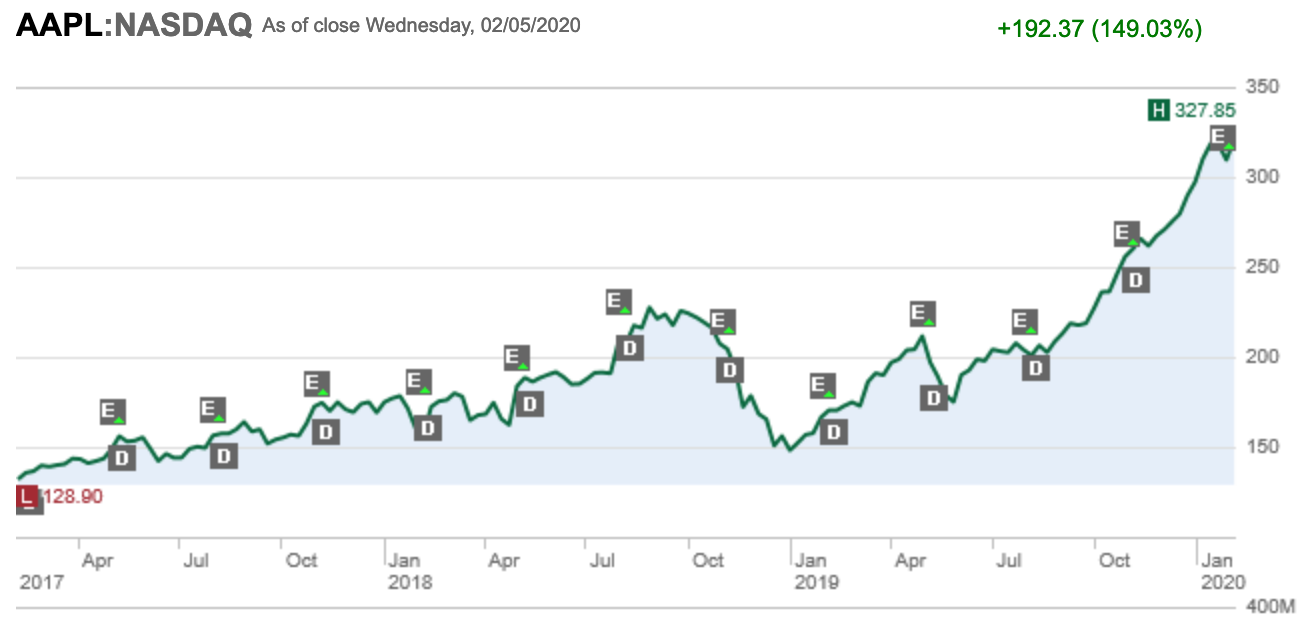 AAPL:NASDAQ As of close Wednesday, 02/05/2020 +192.37 (149.03%)
350
H 327.85
E
300
E
250
D
E
E E E
200
E D D D
E E E
E E D D
150
D D D D
L 128.90
Apr Jul Oct Jan Apr Jul Oct Jan Apr Jul Oct Jan
2017 2018 2019 2020
400M